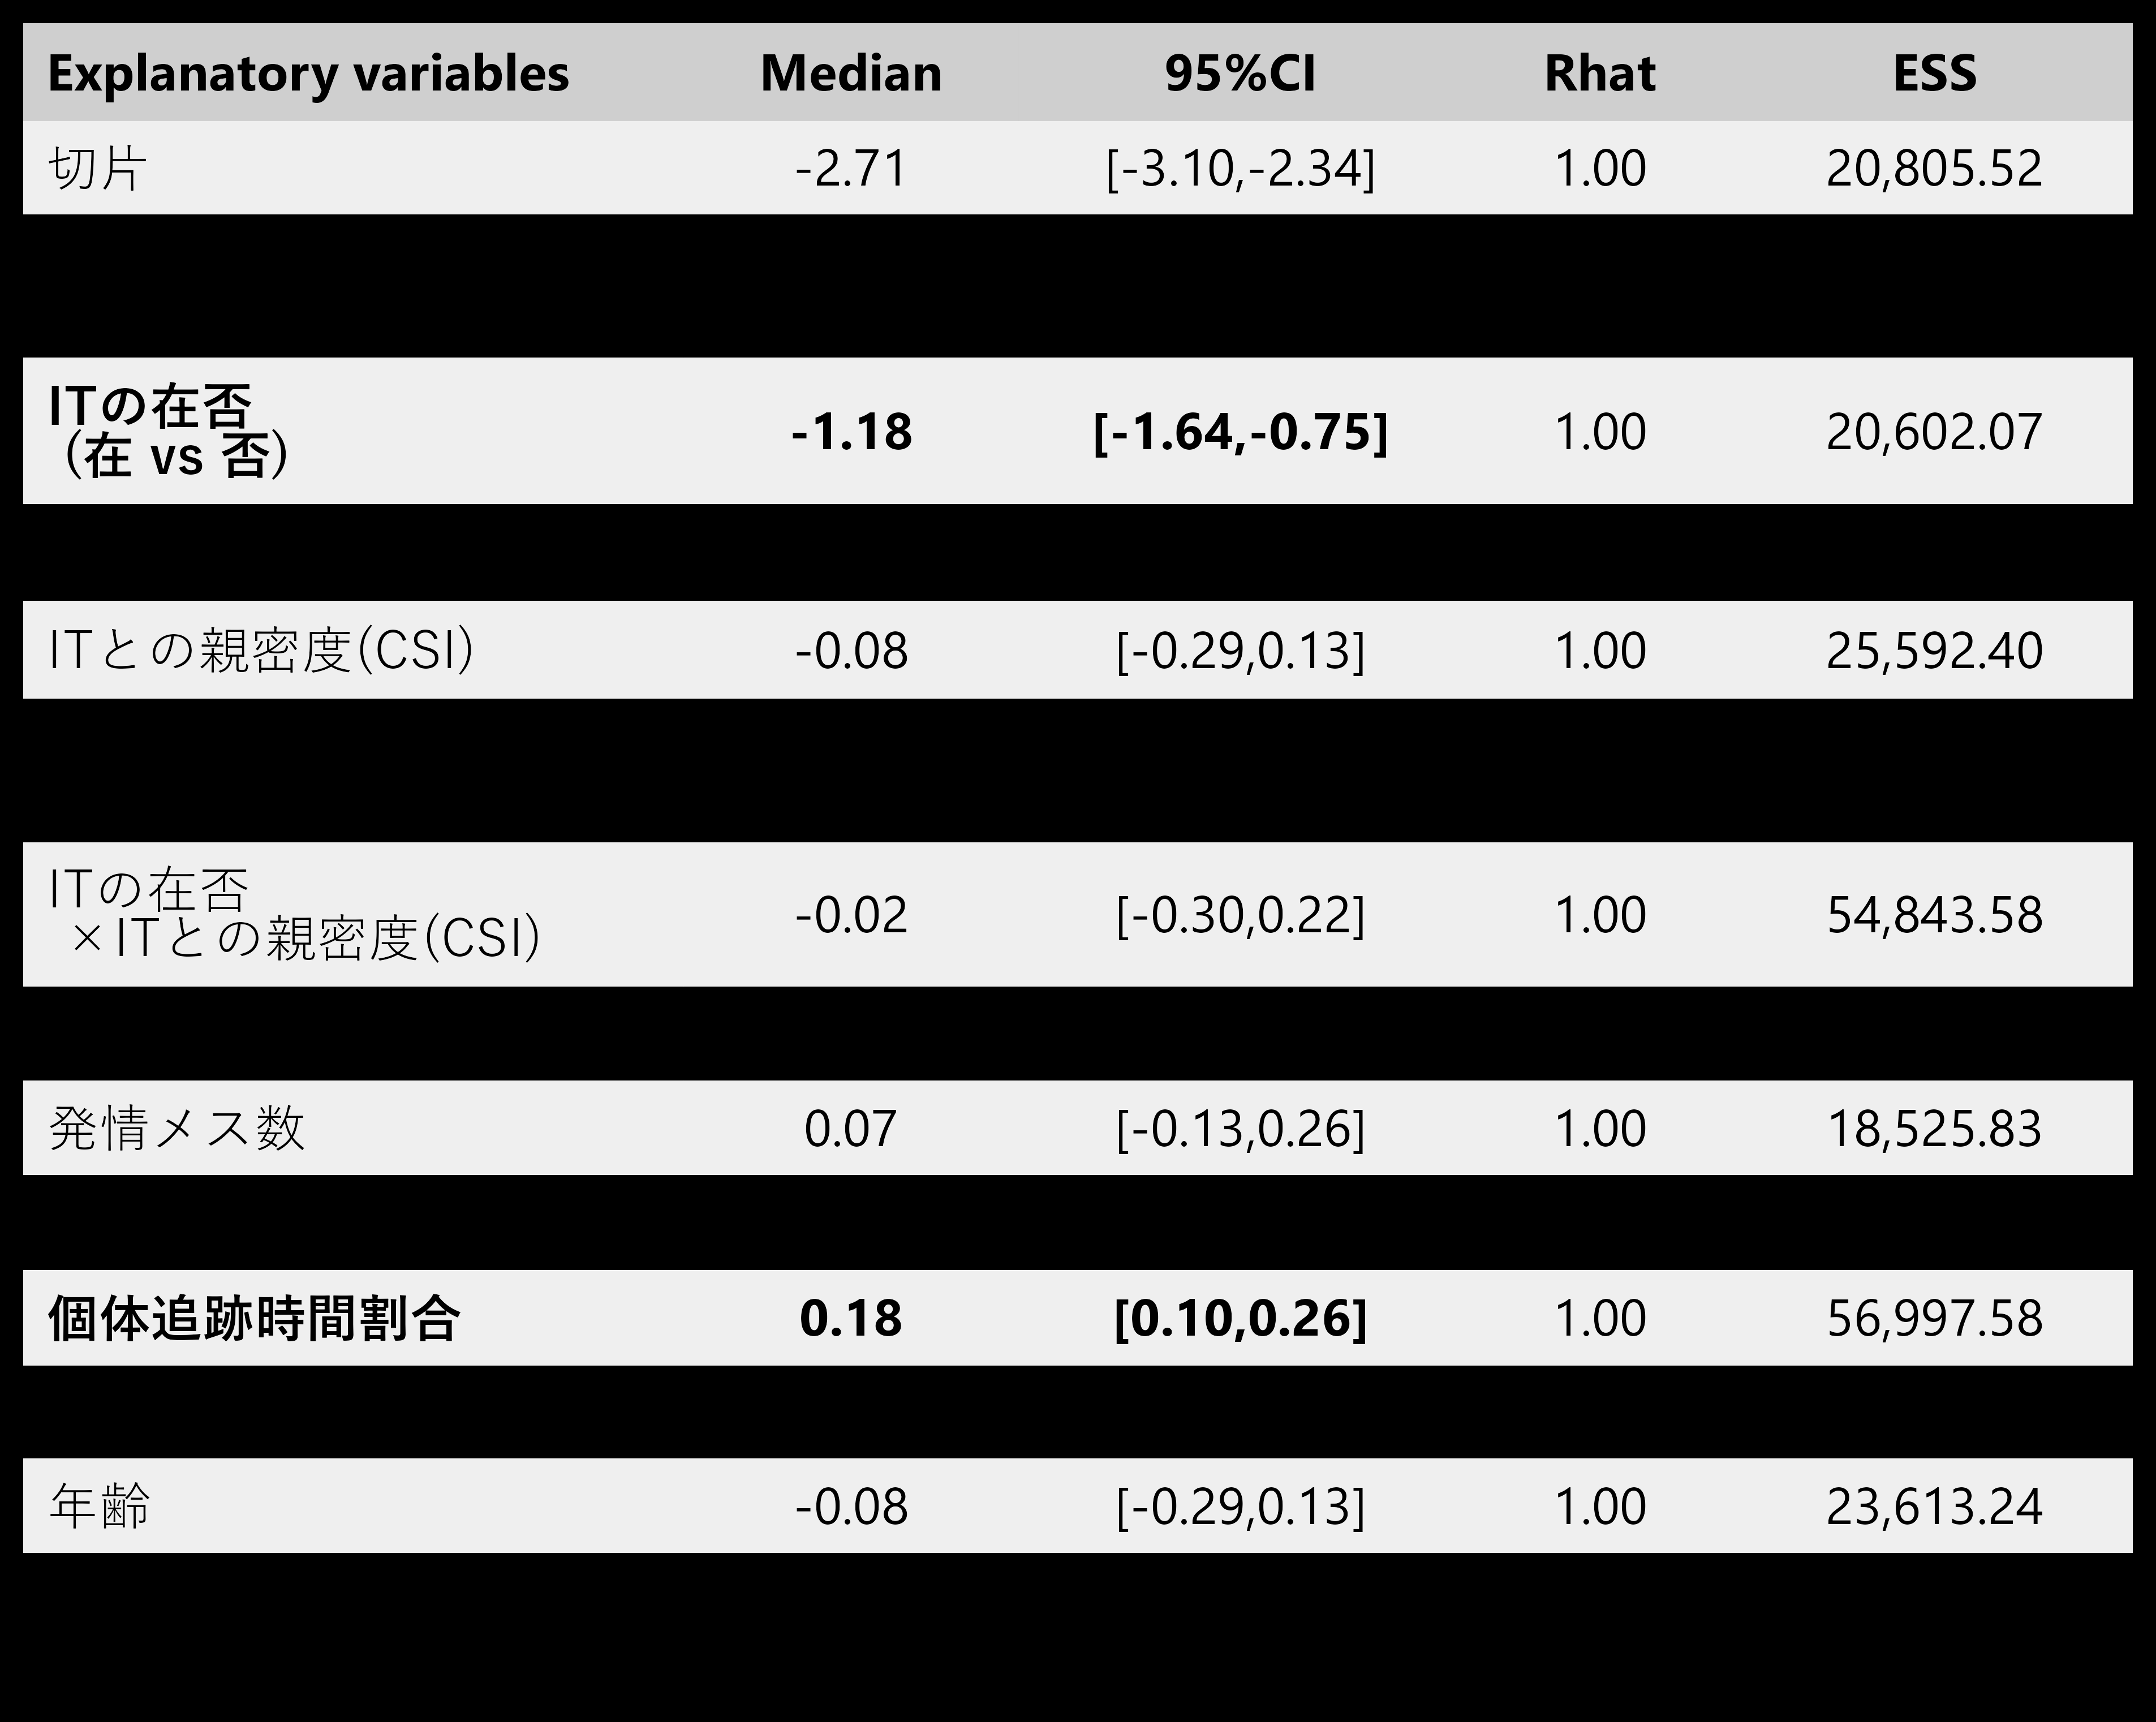 Explanatory variables Median 95%CI Rhat ESS
切片 -2.71 [-3.10,-2.34] 1.00 20,805.52
ITの在否
(在 vs 否) -1.18 [-1.64,-0.75] 1.00 20,602.07
ITとの親密度(CSI) -0.08 [-0.29,0.13] 1.00 25,592.40
ITの在否
×ITとの親密度(CSI) -0.02 [-0.30,0.22] 1.00 54,843.58
発情メス数 0.07 [-0.13,0.26] 1.00 18,525.83
個体追跡時間割合 0.18 [0.10,0.26] 1.00 56,997.58
年齢 -0.08 [-0.29,0.13] 1.00 23,613.24